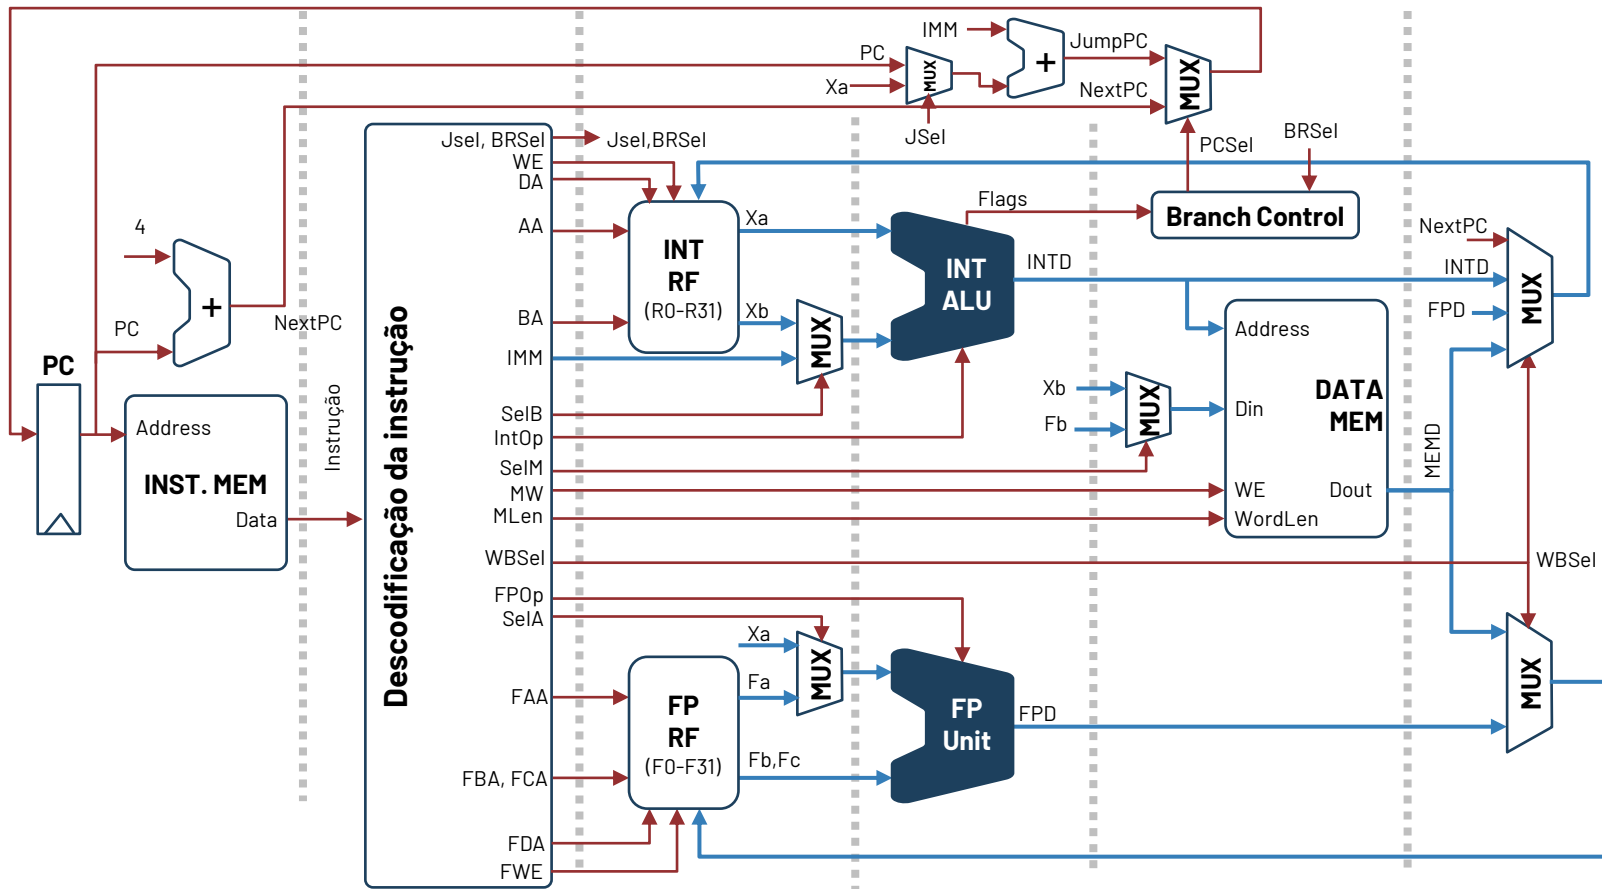 IMM
JumpPC
PC
MUX
+
MUX
Xa
NextPC
JSel
PCSel
BRSel
Jsel, BRSel
Jsel,BRSel
WE
DA
Flags
Branch Control
AA
Xa
4
INT
RF
(R0-R31)
INT
ALU
INTD
NextPC
INTD
MUX
FPD
+
PC
NextPC
BA
Xb
MUX
IMM
Address
PC
Instrução
Descodificação da instrução
Address
INST. MEM
Data
SelB
IntOp
SelM
MW
MLen
WBSel
FPOp
SelA
Xb
Fb
MUX
Din
DATA
MEM
WE
Dout
WordLen
MEMD
WBSel
Xa
MUX
Fa
FAA
FP
RF
(F0-F31)
FP
Unit
FPD
MUX
FBA, FCA
Fb,Fc
FDA
FWE